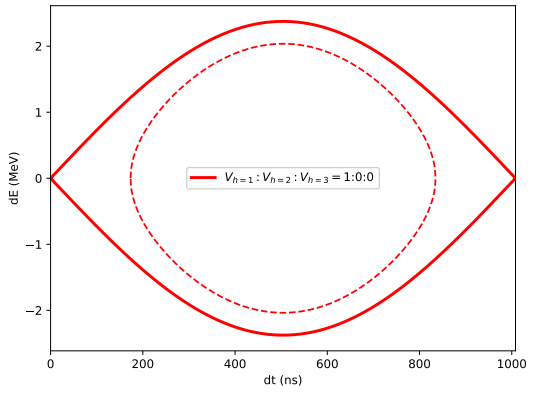 2
1
0
−1
−2
dE (MeV)
V_{h=1} : V_{h=2} : V_{h=3} = 1:0:0
0 200 400 600 800 1000
dt (ns)